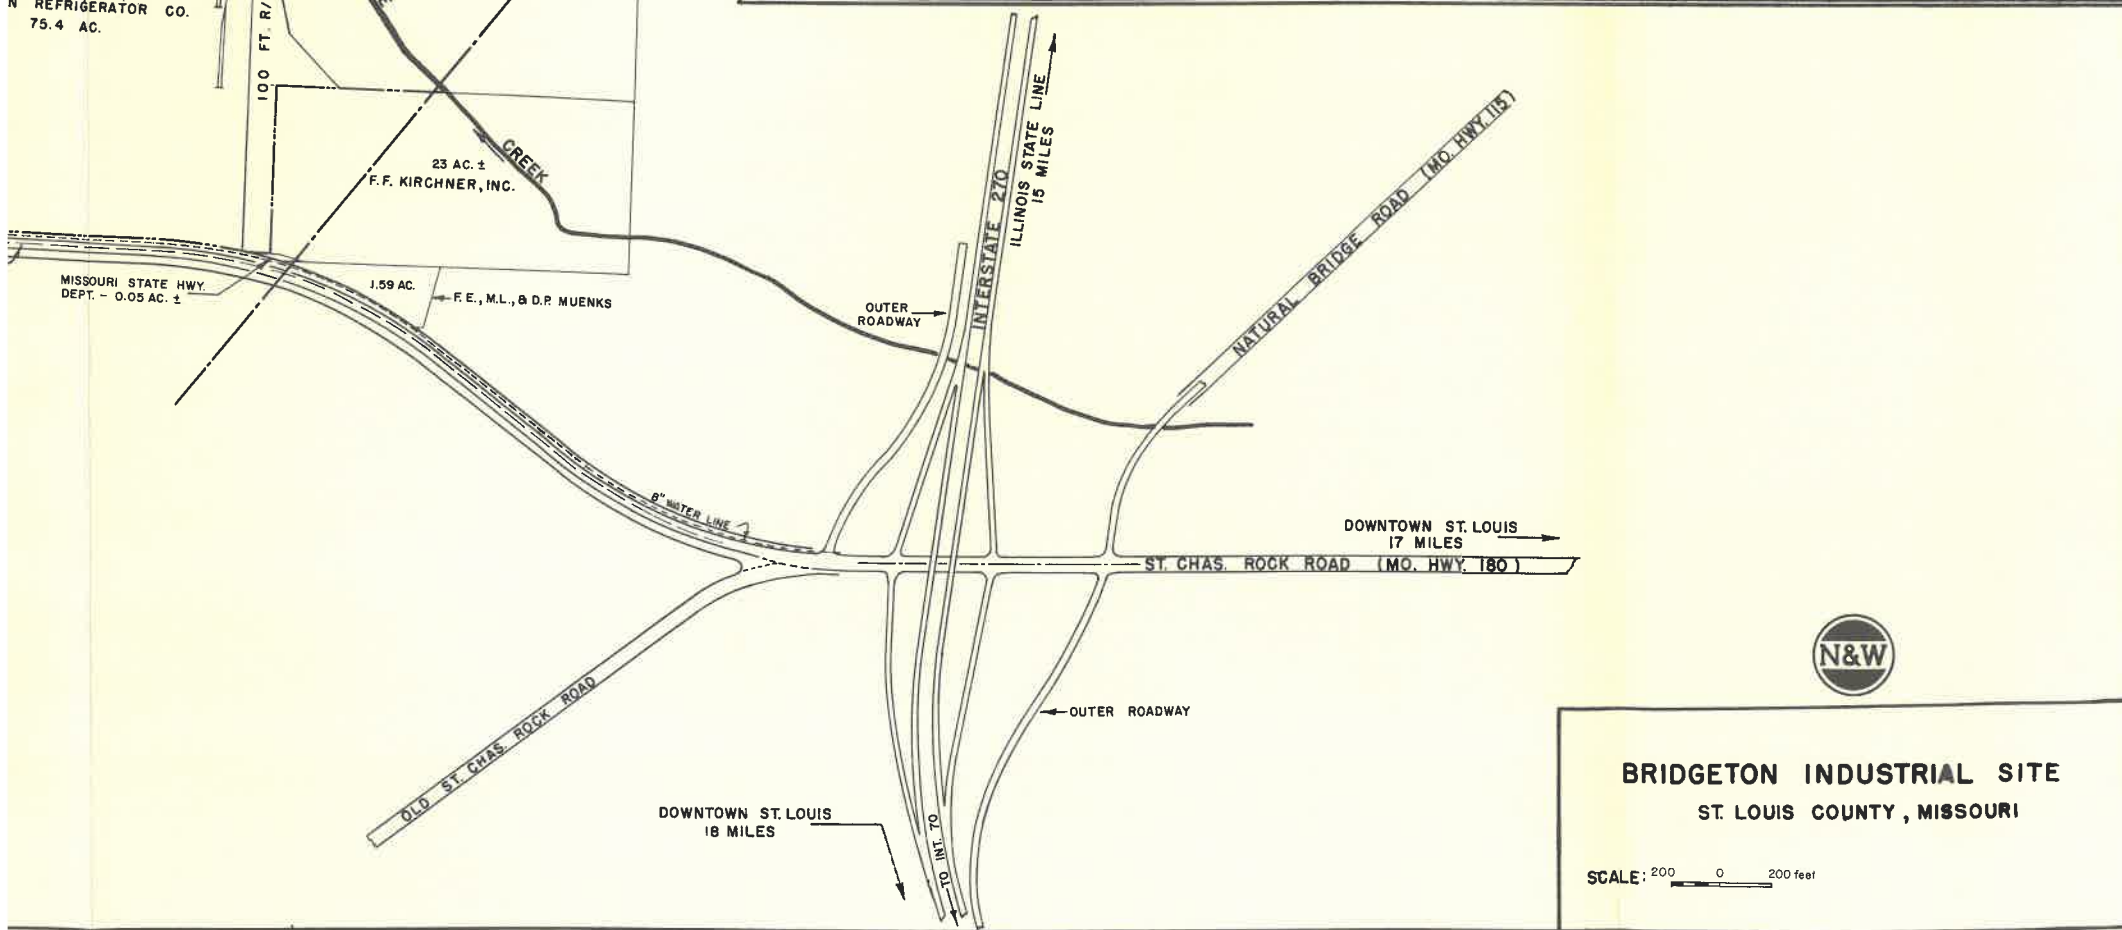 N REFRIGERATOR CO.
75.4 AC.
100 FT. R/
CREEK
23 AC. ±
F.F. KIRCHNER, INC.
MISSOURI STATE HWY.
DEPT. - 0.05 AC. ±
1.59 AC.
F.E., M.L., & D.P. MUENKS
OUTER
ROADWAY
INTERSTATE 270
ILLINOIS STATE LINE
15 MILES
NATURAL BRIDGE ROAD (MO. HWY. 115)
8" WATER LINE
DOWNTOWN ST. LOUIS
17 MILES
ST. CHAS. ROCK ROAD (MO. HWY. 180)
OLD ST. CHAS. ROCK ROAD
OUTER ROADWAY
DOWNTOWN ST. LOUIS
18 MILES
TO INT. 70
N&W
BRIDGETON INDUSTRIAL SITE
ST. LOUIS COUNTY, MISSOURI
SCALE: 200 0 200 feet